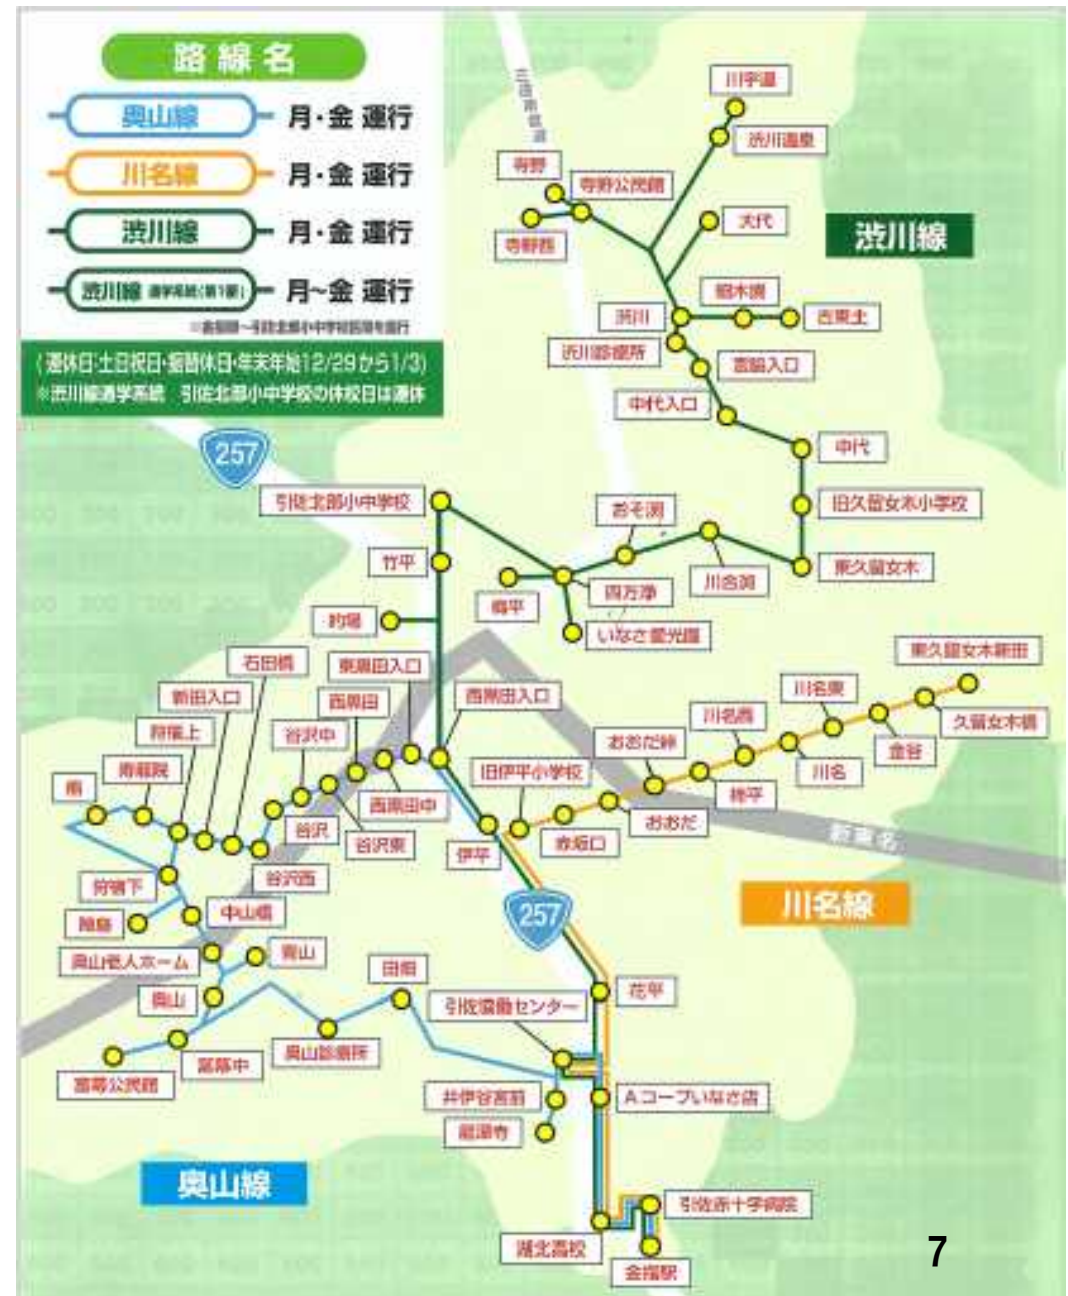 路線名
奥山線 月・金 運行
川名線 月・金 運行
渋川線 月・金 運行
渋川線 通学系統(第1便) 月~金 運行
(運休日・土日祝日・振替休日・年末年始12/29から1/3)
※渋川線通学系統 引佐北部小中学校の休校日は運休
川宇連
渋川温泉
寺野
寺野公民館
寺野西
大代
渋川線
渋川
古東土
渋川診療所
中代入口
中代
257
引佐北部小中学校
おそ渕
旧久留女木小学校
竹平
川合渕
東久留女木
梅平
四方浄
いなさ愛光園
的場
石田橋
東黒田入口
東久留女木新田
新田入口
西黒田
西黒田入口
川名東
狩宿上
谷沢中
川名西
久留女木橋
寿龍院
旧伊平小学校
おおだ峠
金谷
川名
谷沢
西黒田中
谷沢東
おおだ
伊平
赤坂口
新東名
狩宿下
谷沢西
中山橋
257
川名線
奥山老人ホーム
青山
田畑
奥山
引佐協働センター
花平
奥山診療所
富幕中
富幕公民館
井伊谷宮前
Aコープいなさ店
龍潭寺
奥山線
引佐赤十字病院
湖北高校
金指駅
7